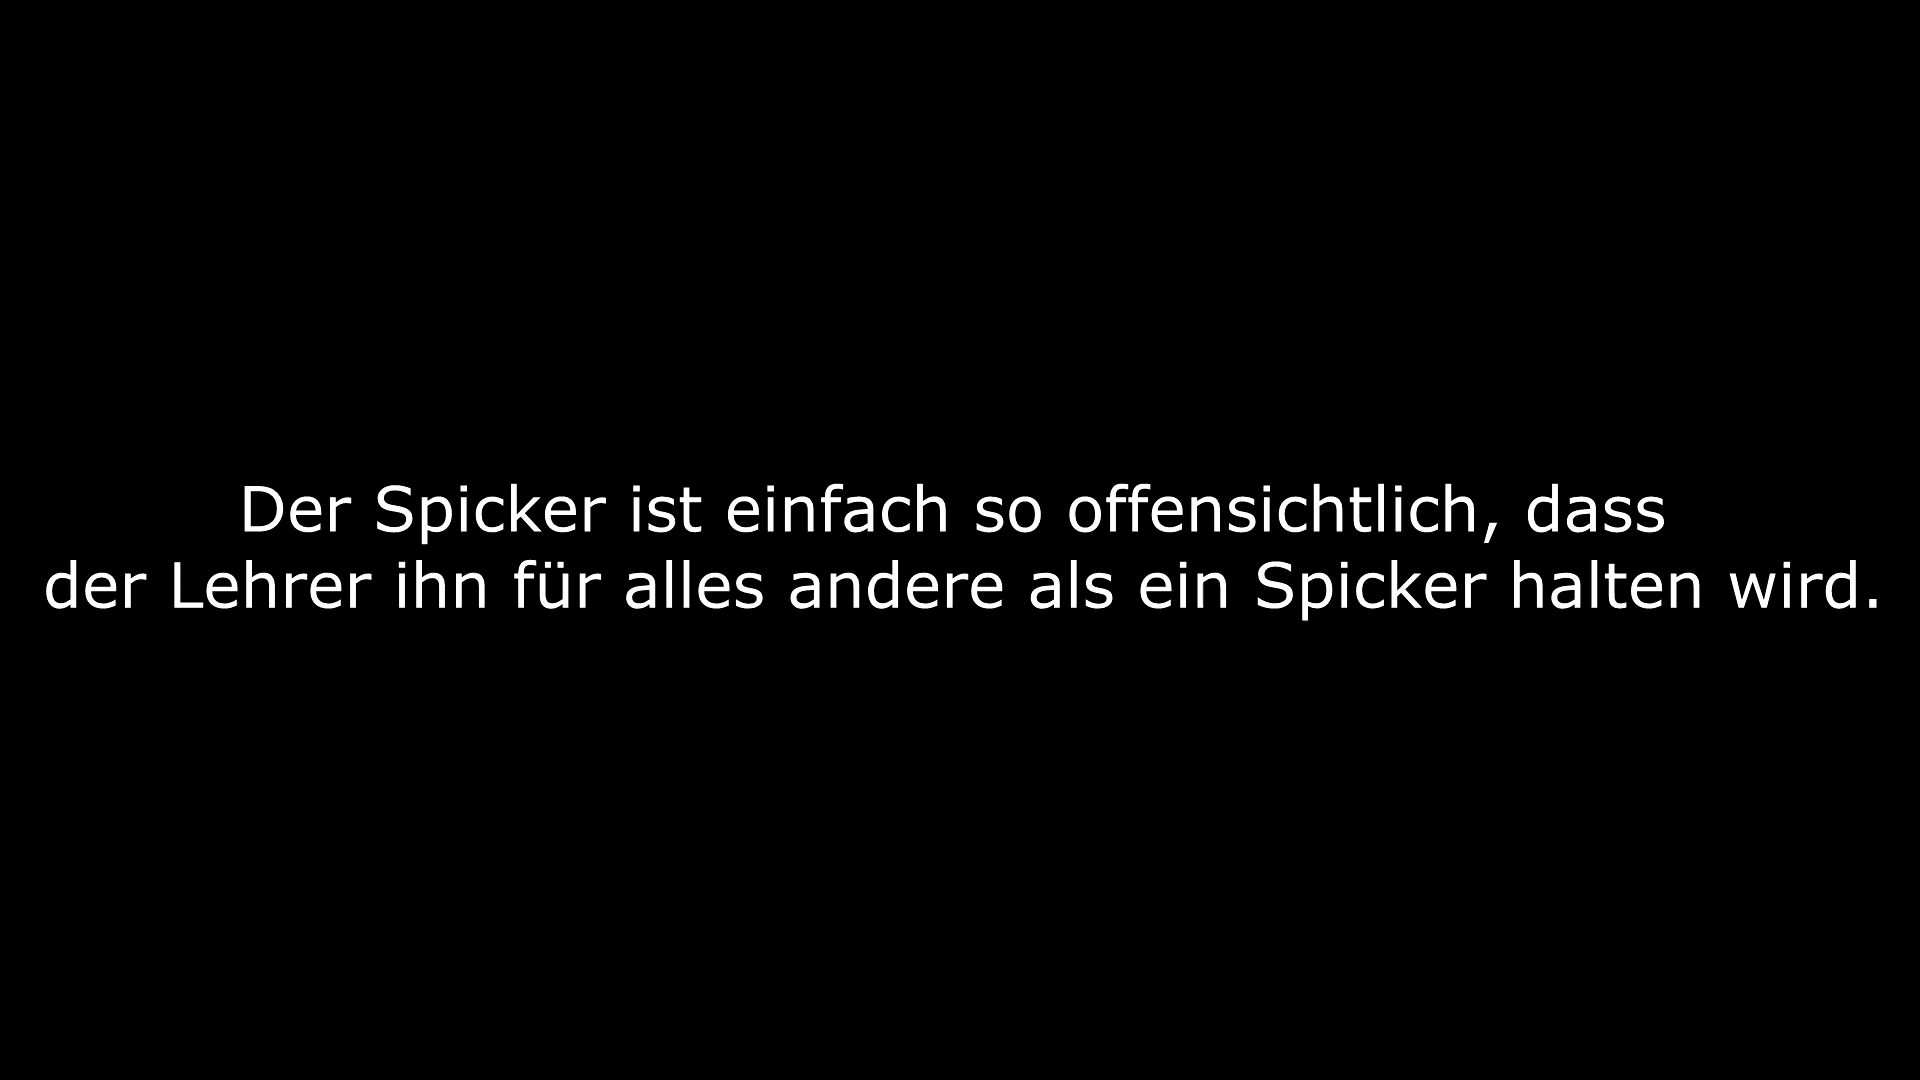 Der Spicker ist einfach so offensichtlich, dass
der Lehrer ihn für alles andere als ein Spicker halten wird.